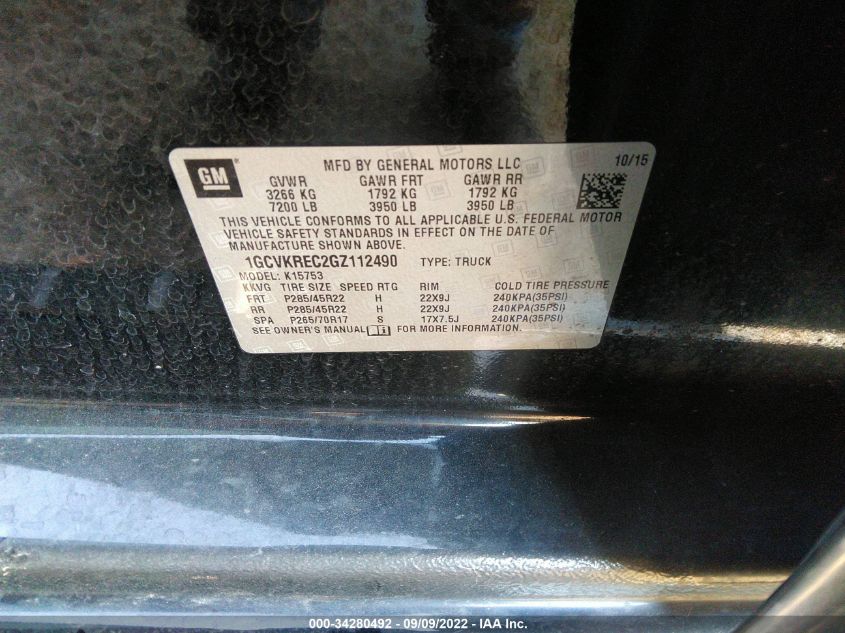 GM
MFD BY GENERAL MOTORS LLC 10/15
GVWR GAWR FRT GAWR RR
3266 KG 1792 KG 1792 KG
7200 LB 3950 LB 3950 LB
THIS VEHICLE CONFORMS TO ALL APPLICABLE U.S. FEDERAL MOTOR
VEHICLE SAFETY STANDARDS IN EFFECT ON THE DATE OF
MANUFACTURE SHOWN ABOVE.
1GCVKREC2GZ112490 TYPE: TRUCK
MODEL: K15753
KKVG TIRE SIZE SPEED RTG RIM COLD TIRE PRESSURE
FRT P285/45R22 H 22X9J 240KPA(35PSI)
RR P285/45R22 H 22X9J 240KPA(35PSI)
SPA P265/70R17 S 17X7.5J 240KPA(35PSI)
SEE OWNER'S MANUAL FOR MORE INFORMATION.
000-34280492 - 09/09/2022 - IAA Inc.